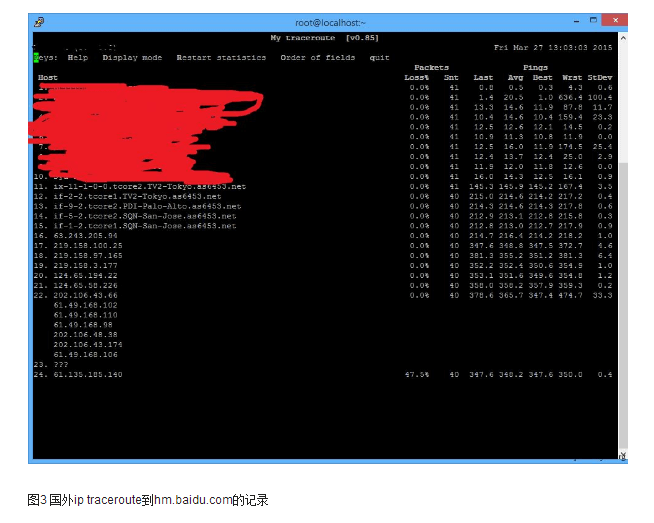 root@localhost:~
My traceroute [v0.85]
Fri Mar 27 13:03:03 2015
eys: Help Display mode Restart statistics Order of fields quit
Packets Pings
Host Loss% Snt Last Avg Best Wrst StDev
0.0% 41 0.8 0.5 0.3 4.3 0.6
0.0% 41 1.4 20.5 1.0 636.4 100.4
0.0% 41 13.3 14.6 11.9 87.8 11.7
0.0% 41 10.4 14.6 10.4 159.4 23.3
0.0% 41 12.5 12.6 12.1 14.5 0.2
0.0% 41 10.9 11.3 10.8 11.9 0.0
7. 0.0% 41 12.5 16.0 11.9 174.5 25.4
0.0% 41 12.4 13.7 12.4 25.0 2.9
0.0% 41 11.9 12.0 11.8 12.6 0.0
10. 0.0% 41 16.0 14.3 12.5 16.1 0.9
11. ix-11-1-0-0.tcore2.TV2-Tokyo.as6453.net 0.0% 41 145.3 145.9 145.2 167.4 3.5
12. if-2-2.tcore1.TV2-Tokyo.as6453.net 0.0% 40 215.0 214.6 214.2 217.2 0.4
13. if-9-2.tcore2.PDI-Palo-Alto.as6453.net 0.0% 40 214.3 214.6 214.3 217.8 0.6
14. if-5-2.tcore2.SQN-San-Jose.as6453.net 0.0% 40 212.9 213.1 212.8 215.8 0.3
15. if-1-2.tcore1.SQN-San-Jose.as6453.net 0.0% 40 212.8 213.0 212.7 217.9 0.9
16. 63.243.205.94 0.0% 40 214.7 216.4 214.2 218.2 1.0
17. 219.158.100.25 0.0% 40 347.6 348.8 347.5 372.7 4.6
18. 219.158.97.165 0.0% 40 381.3 355.2 351.2 381.3 6.4
19. 219.158.3.177 0.0% 40 352.2 352.4 350.6 354.9 1.0
20. 124.65.194.22 0.0% 40 353.1 351.6 349.6 354.8 1.2
21. 124.65.58.226 0.0% 40 358.0 358.2 357.9 359.3 0.2
22. 202.106.43.66 0.0% 40 378.6 365.7 347.4 474.7 33.3
61.49.168.102
61.49.168.110
61.49.168.98
202.106.48.38
202.106.43.174
61.49.168.106
23. ???
24. 61.135.185.140 47.5% 40 347.6 348.2 347.6 350.0 0.4
图3 国外ip traceroute到hm.baidu.com的记录